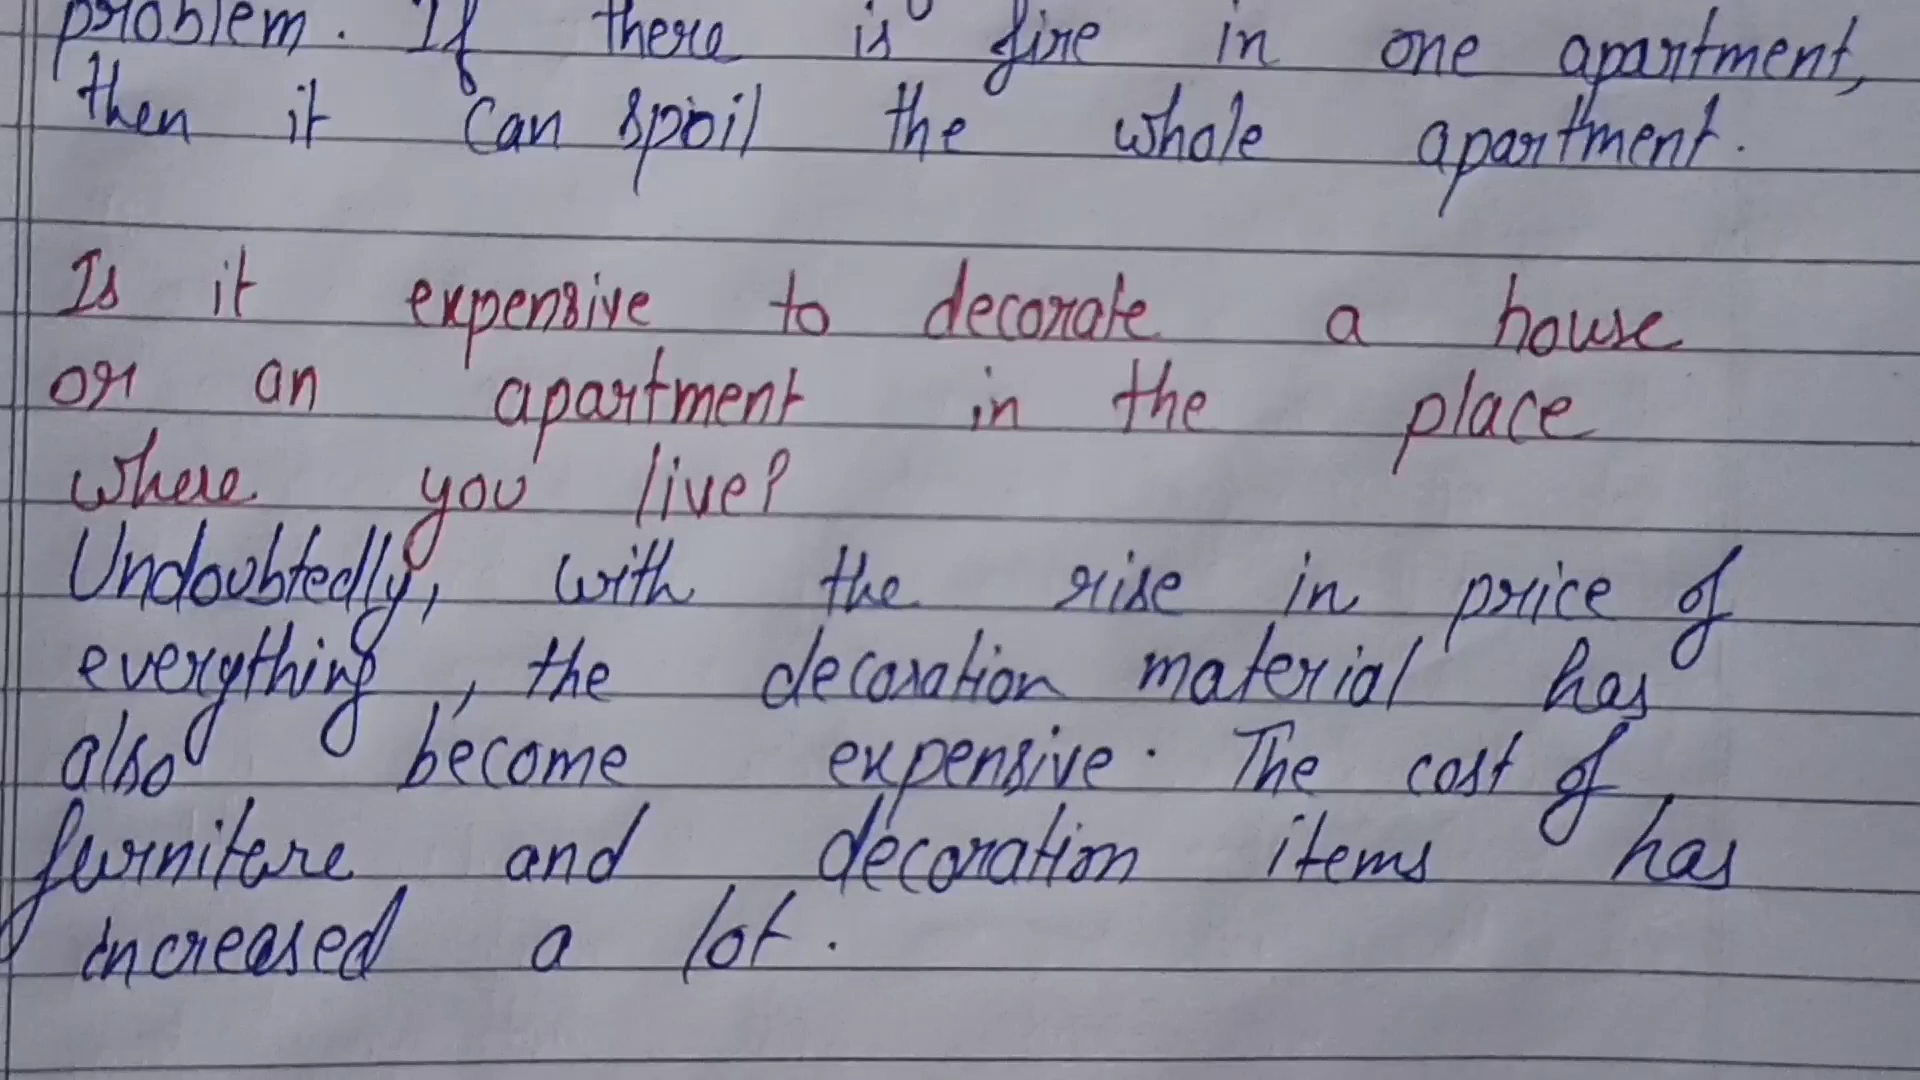 problem. If there is fire in one apartment,
then it can spoil the whole apartment.
Is it expensive to decorate a house
or an apartment in the place
where you live?
Undoubtedly, with the rise in price of
everything, the decoration material has
also become expensive. The cost of
furniture and decoration items has
increased a lot.